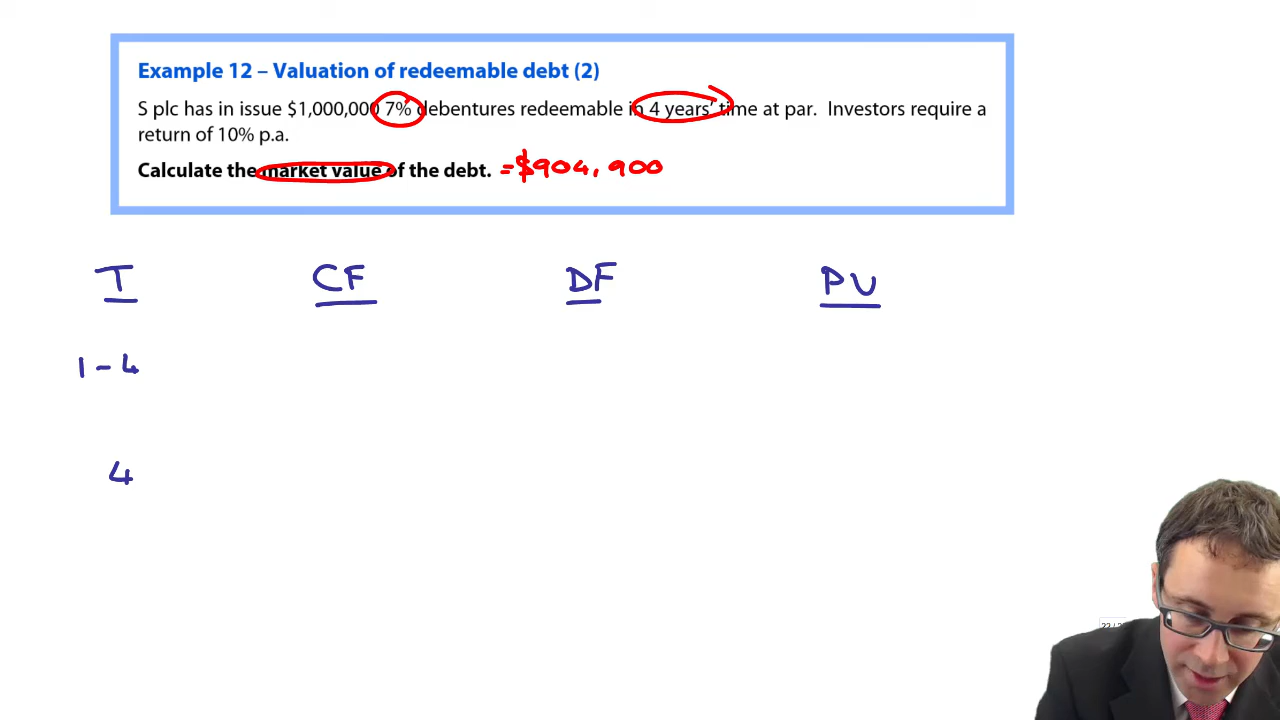 Example 12 – Valuation of redeemable debt (2)
S plc has in issue $1,000,000 7% debentures redeemable in 4 years' time at par. Investors require a
return of 10% p.a.
Calculate the market value of the debt. = $904,900
T CF DF PV
1 – 4
4